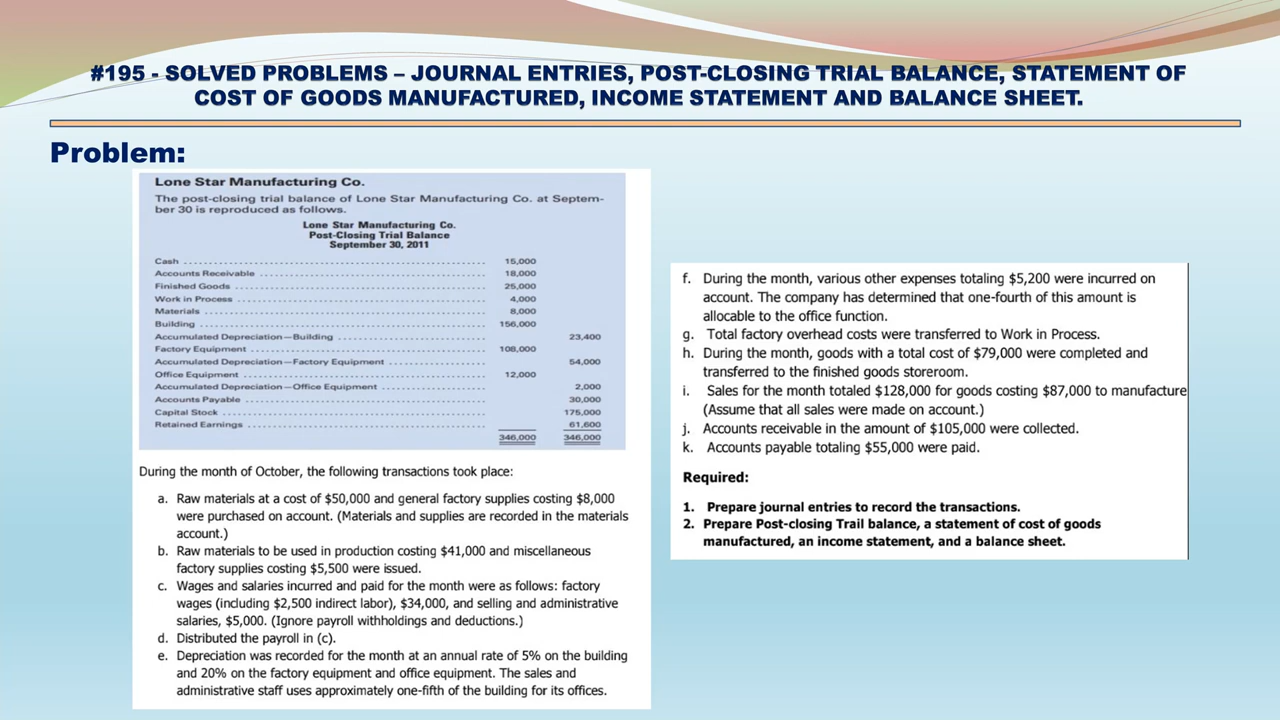 #195 - SOLVED PROBLEMS – JOURNAL ENTRIES, POST-CLOSING TRIAL BALANCE, STATEMENT OF
COST OF GOODS MANUFACTURED, INCOME STATEMENT AND BALANCE SHEET.
Problem:
Lone Star Manufacturing Co.
The post-closing trial balance of Lone Star Manufacturing Co. at Septem-
ber 30 is reproduced as follows.
Lone Star Manufacturing Co.
Post-Closing Trial Balance
September 30, 2011
Cash 15,000
Accounts Receivable 18,000
Finished Goods 25,000
Work in Process 4,000
Materials 8,000
Building 156,000
Accumulated Depreciation—Building 23,400
Factory Equipment 108,000
Accumulated Depreciation—Factory Equipment 54,000
Office Equipment 12,000
Accumulated Depreciation—Office Equipment 2,000
Accounts Payable 30,000
Capital Stock 175,000
Retained Earnings 61,600
346,000 346,000
During the month of October, the following transactions took place:
a. Raw materials at a cost of $50,000 and general factory supplies costing $8,000
were purchased on account. (Materials and supplies are recorded in the materials
account.)
b. Raw materials to be used in production costing $41,000 and miscellaneous
factory supplies costing $5,500 were issued.
c. Wages and salaries incurred and paid for the month were as follows: factory
wages (including $2,500 indirect labor), $34,000, and selling and administrative
salaries, $5,000. (Ignore payroll withholdings and deductions.)
d. Distributed the payroll in (c).
e. Depreciation was recorded for the month at an annual rate of 5% on the building
and 20% on the factory equipment and office equipment. The sales and
administrative staff uses approximately one-fifth of the building for its offices.
f. During the month, various other expenses totaling $5,200 were incurred on
account. The company has determined that one-fourth of this amount is
allocable to the office function.
g. Total factory overhead costs were transferred to Work in Process.
h. During the month, goods with a total cost of $79,000 were completed and
transferred to the finished goods storeroom.
i. Sales for the month totaled $128,000 for goods costing $87,000 to manufacture
(Assume that all sales were made on account.)
j. Accounts receivable in the amount of $105,000 were collected.
k. Accounts payable totaling $55,000 were paid.
Required:
1. Prepare journal entries to record the transactions.
2. Prepare Post-closing Trail balance, a statement of cost of goods
manufactured, an income statement, and a balance sheet.